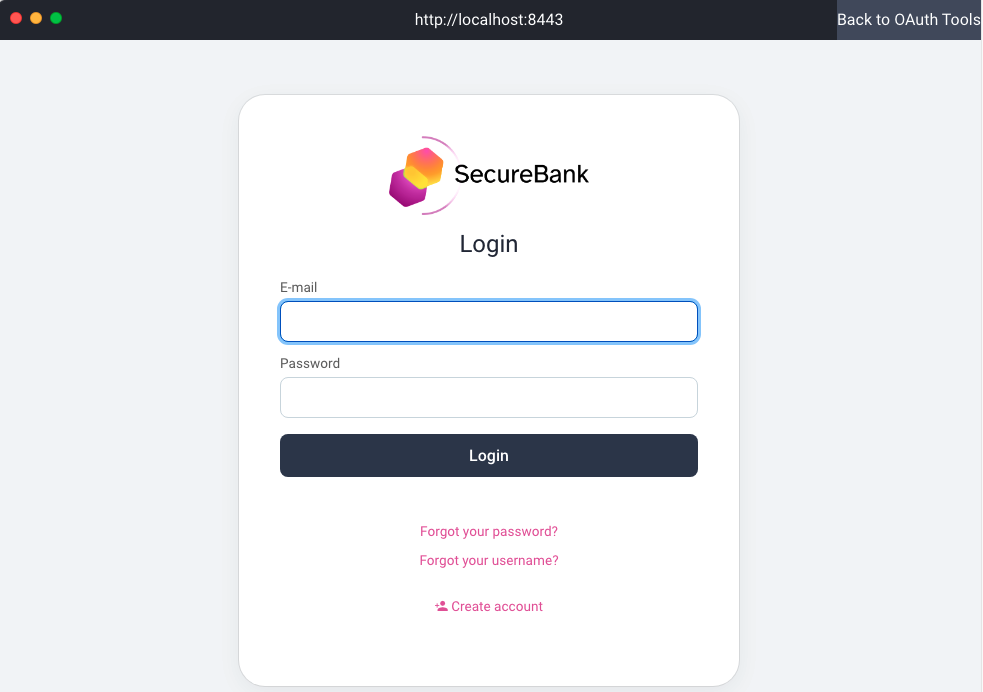 http://localhost:8443
Back to OAuth Tools
SecureBank
Login
E-mail
Password
Login
Forgot your password?
Forgot your username?
Create account